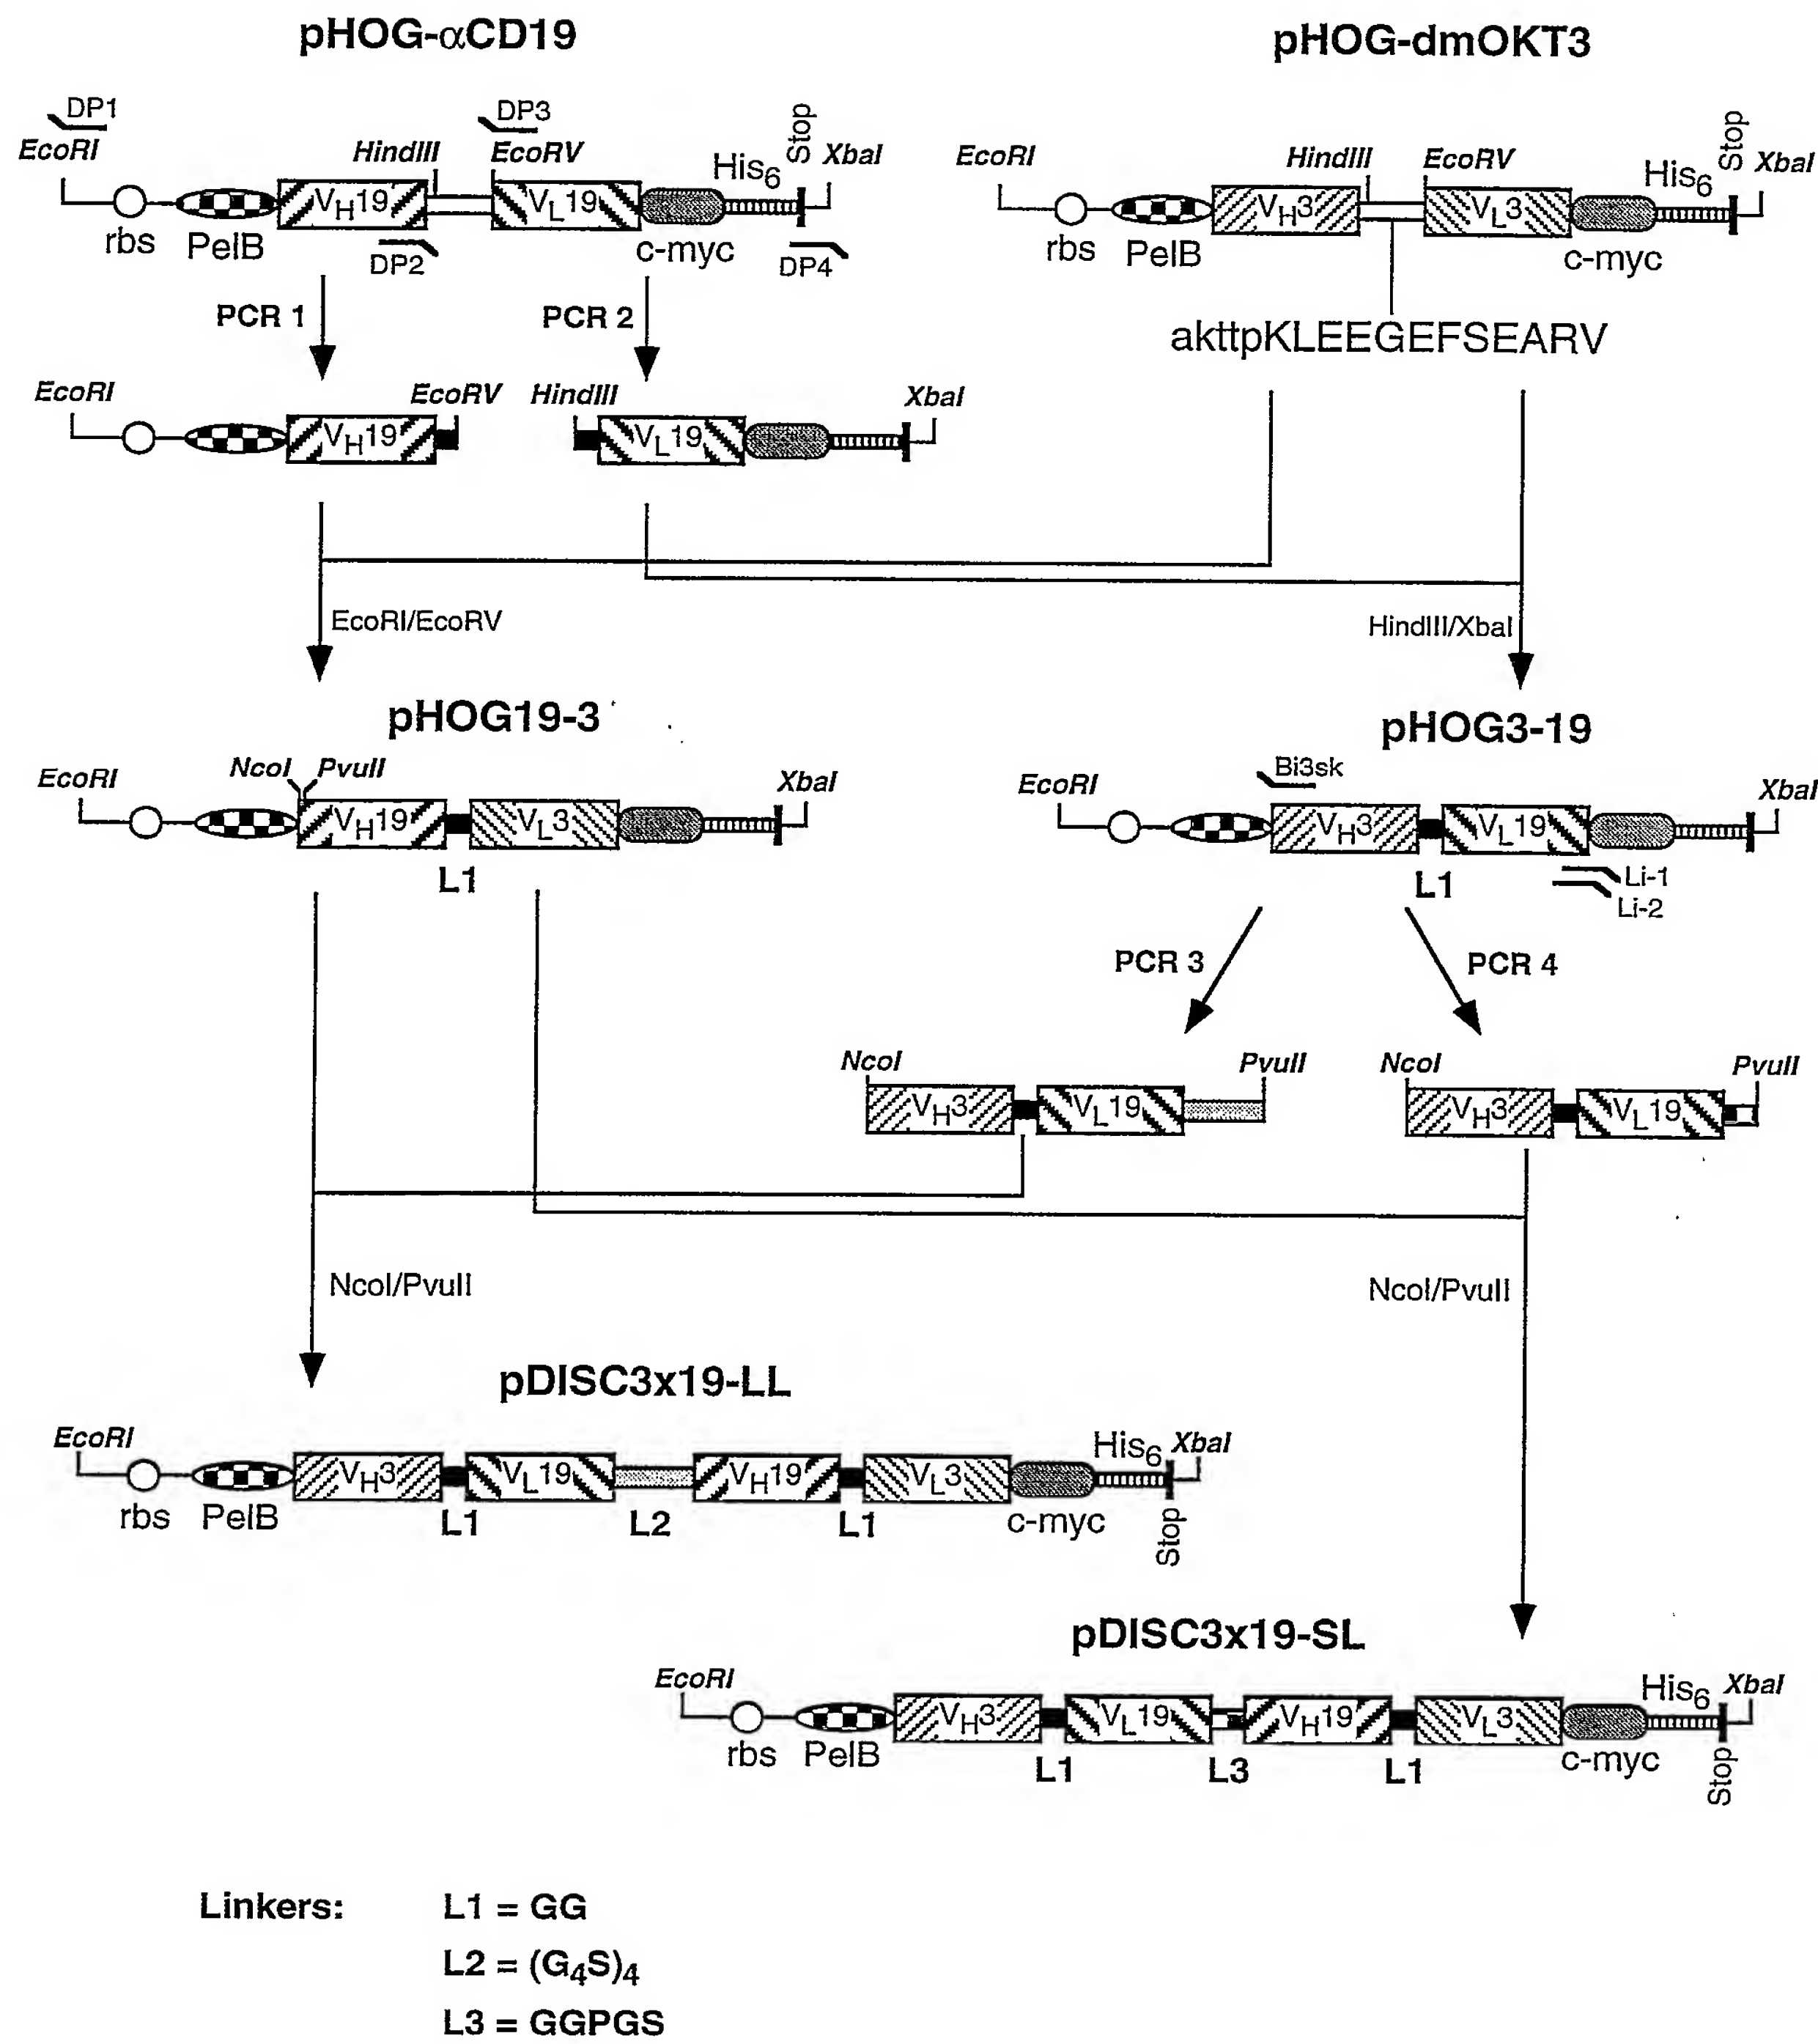 pHOG-αCD19
pHOG-dmOKT3
DP1
DP3
EcoRI
HindIII
EcoRV
His6
Stop
XbaI
EcoRI
HindIII
EcoRV
His6
Stop
XbaI
VH19
VL19
VH3
VL3
rbs
PelB
DP2
c-myc
DP4
rbs
PelB
c-myc
PCR 1
PCR 2
akttpKLEEGEFSEARV
EcoRI
EcoRV
HindIII
XbaI
VH19
VL19
EcoRI/EcoRV
HindIII/XbaI
pHOG19-3
pHOG3-19
NcoI
PvuII
EcoRI
XbaI
Bi3sk
EcoRI
XbaI
VH19
VL3
VH3
VL19
L1
L1
Li-1
Li-2
PCR 3
PCR 4
NcoI
PvuII
NcoI
PvuII
VH3
VL19
VH3
VL19
NcoI/PvuII
NcoI/PvuII
pDISC3x19-LL
EcoRI
His6
XbaI
VH3
VL19
VH19
VL3
rbs
PelB
L1
L2
L1
c-myc
Stop
pDISC3x19-SL
EcoRI
His6
XbaI
VH3
VL19
VH19
VL3
rbs
PelB
L1
L3
L1
c-myc
Stop
Linkers: L1 = GG
L2 = (G4S)4
L3 = GGPGS